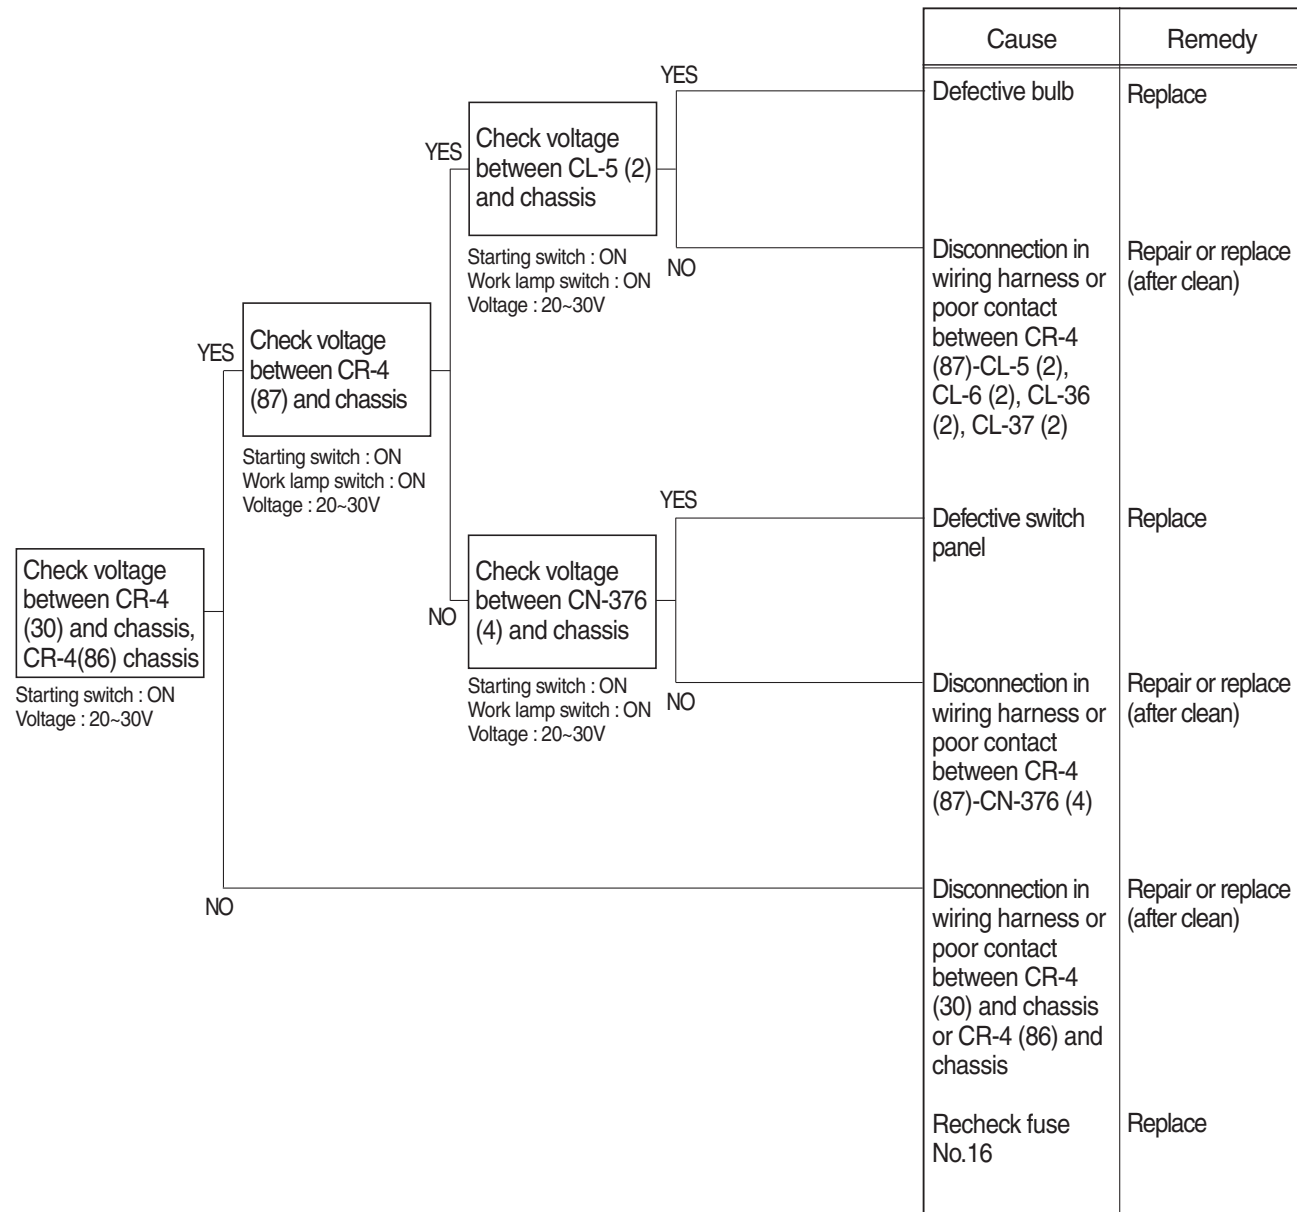 Cause
Remedy
YES
Defective bulb
Replace
YES
Check voltage
between CL-5 (2)
and chassis
Starting switch : ON
Work lamp switch : ON
Voltage : 20~30V
NO
Disconnection in
wiring harness or
poor contact
between CR-4
(87)-CL-5 (2),
CL-6 (2), CL-36
(2), CL-37 (2)
Repair or replace
(after clean)
YES
Check voltage
between CR-4
(87) and chassis
Starting switch : ON
Work lamp switch : ON
Voltage : 20~30V
YES
Defective switch
panel
Replace
Check voltage
between CR-4
(30) and chassis,
CR-4(86) chassis
Starting switch : ON
Voltage : 20~30V
NO
Check voltage
between CN-376
(4) and chassis
Starting switch : ON
Work lamp switch : ON
Voltage : 20~30V
NO
Disconnection in
wiring harness or
poor contact
between CR-4
(87)-CN-376 (4)
Repair or replace
(after clean)
NO
Disconnection in
wiring harness or
poor contact
between CR-4
(30) and chassis
or CR-4 (86) and
chassis
Repair or replace
(after clean)
Recheck fuse
No.16
Replace